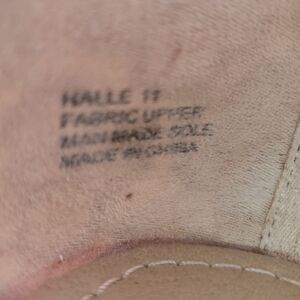 HALLE 11
FABRIC UPPER
MAN MADE SOLE
MADE IN CHINA